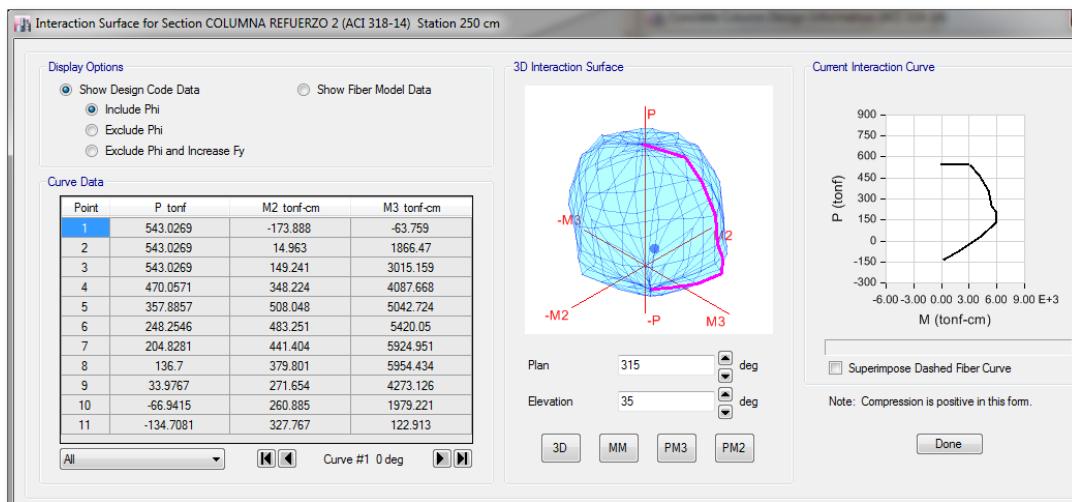 Interaction Surface for Section COLUMNA REFUERZO 2 (ACI 318-14) Station 250 cm
Display Options
Show Design Code Data Show Fiber Model Data
Include Phi
Exclude Phi
Exclude Phi and Increase Fy
Curve Data
Point P tonf M2 tonf-cm M3 tonf-cm
1 543.0269 -173.888 -63.759
2 543.0269 14.963 1866.47
3 543.0269 149.241 3015.159
4 470.0571 348.224 4087.668
5 357.8857 508.048 5042.724
6 248.2546 483.251 5420.05
7 204.8281 441.404 5924.951
8 136.7 379.801 5954.434
9 33.9767 271.654 4273.126
10 -66.9415 260.885 1979.221
11 -134.7081 327.767 122.913
All Curve #1 0 deg
3D Interaction Surface
P
-M3 M2
-M2 -P M3
Plan 315 deg
Elevation 35 deg
3D MM PM3 PM2
Current Interaction Curve
900
750
600
450
300
150
0
-150
-300
P (tonf)
-6.00 -3.00 0.00 3.00 6.00 9.00 E+3
M (tonf-cm)
Superimpose Dashed Fiber Curve
Note: Compression is positive in this form.
Done